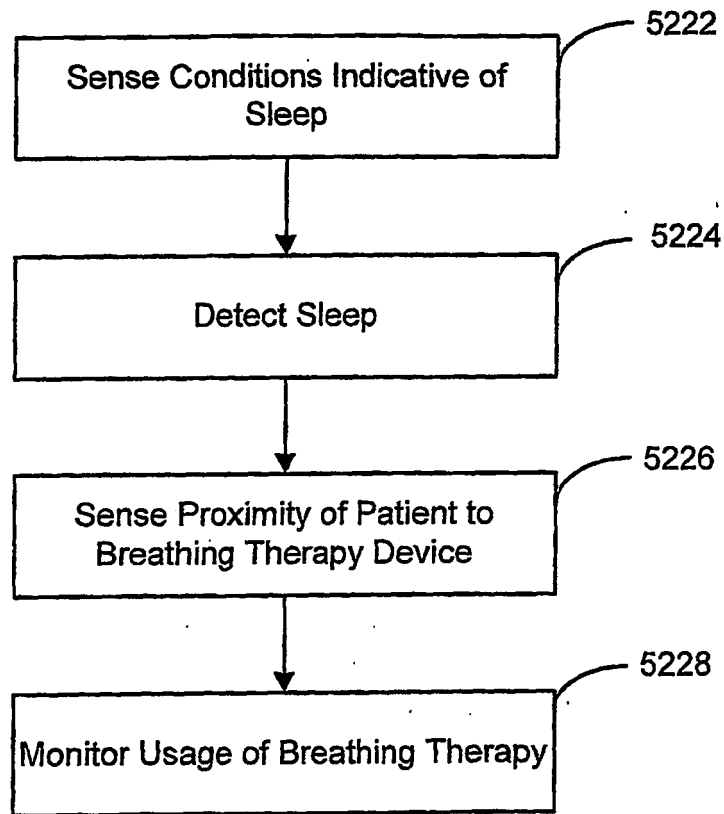 5222
Sense Conditions Indicative of
Sleep
5224
Detect Sleep
5226
Sense Proximity of Patient to
Breathing Therapy Device
5228
Monitor Usage of Breathing Therapy